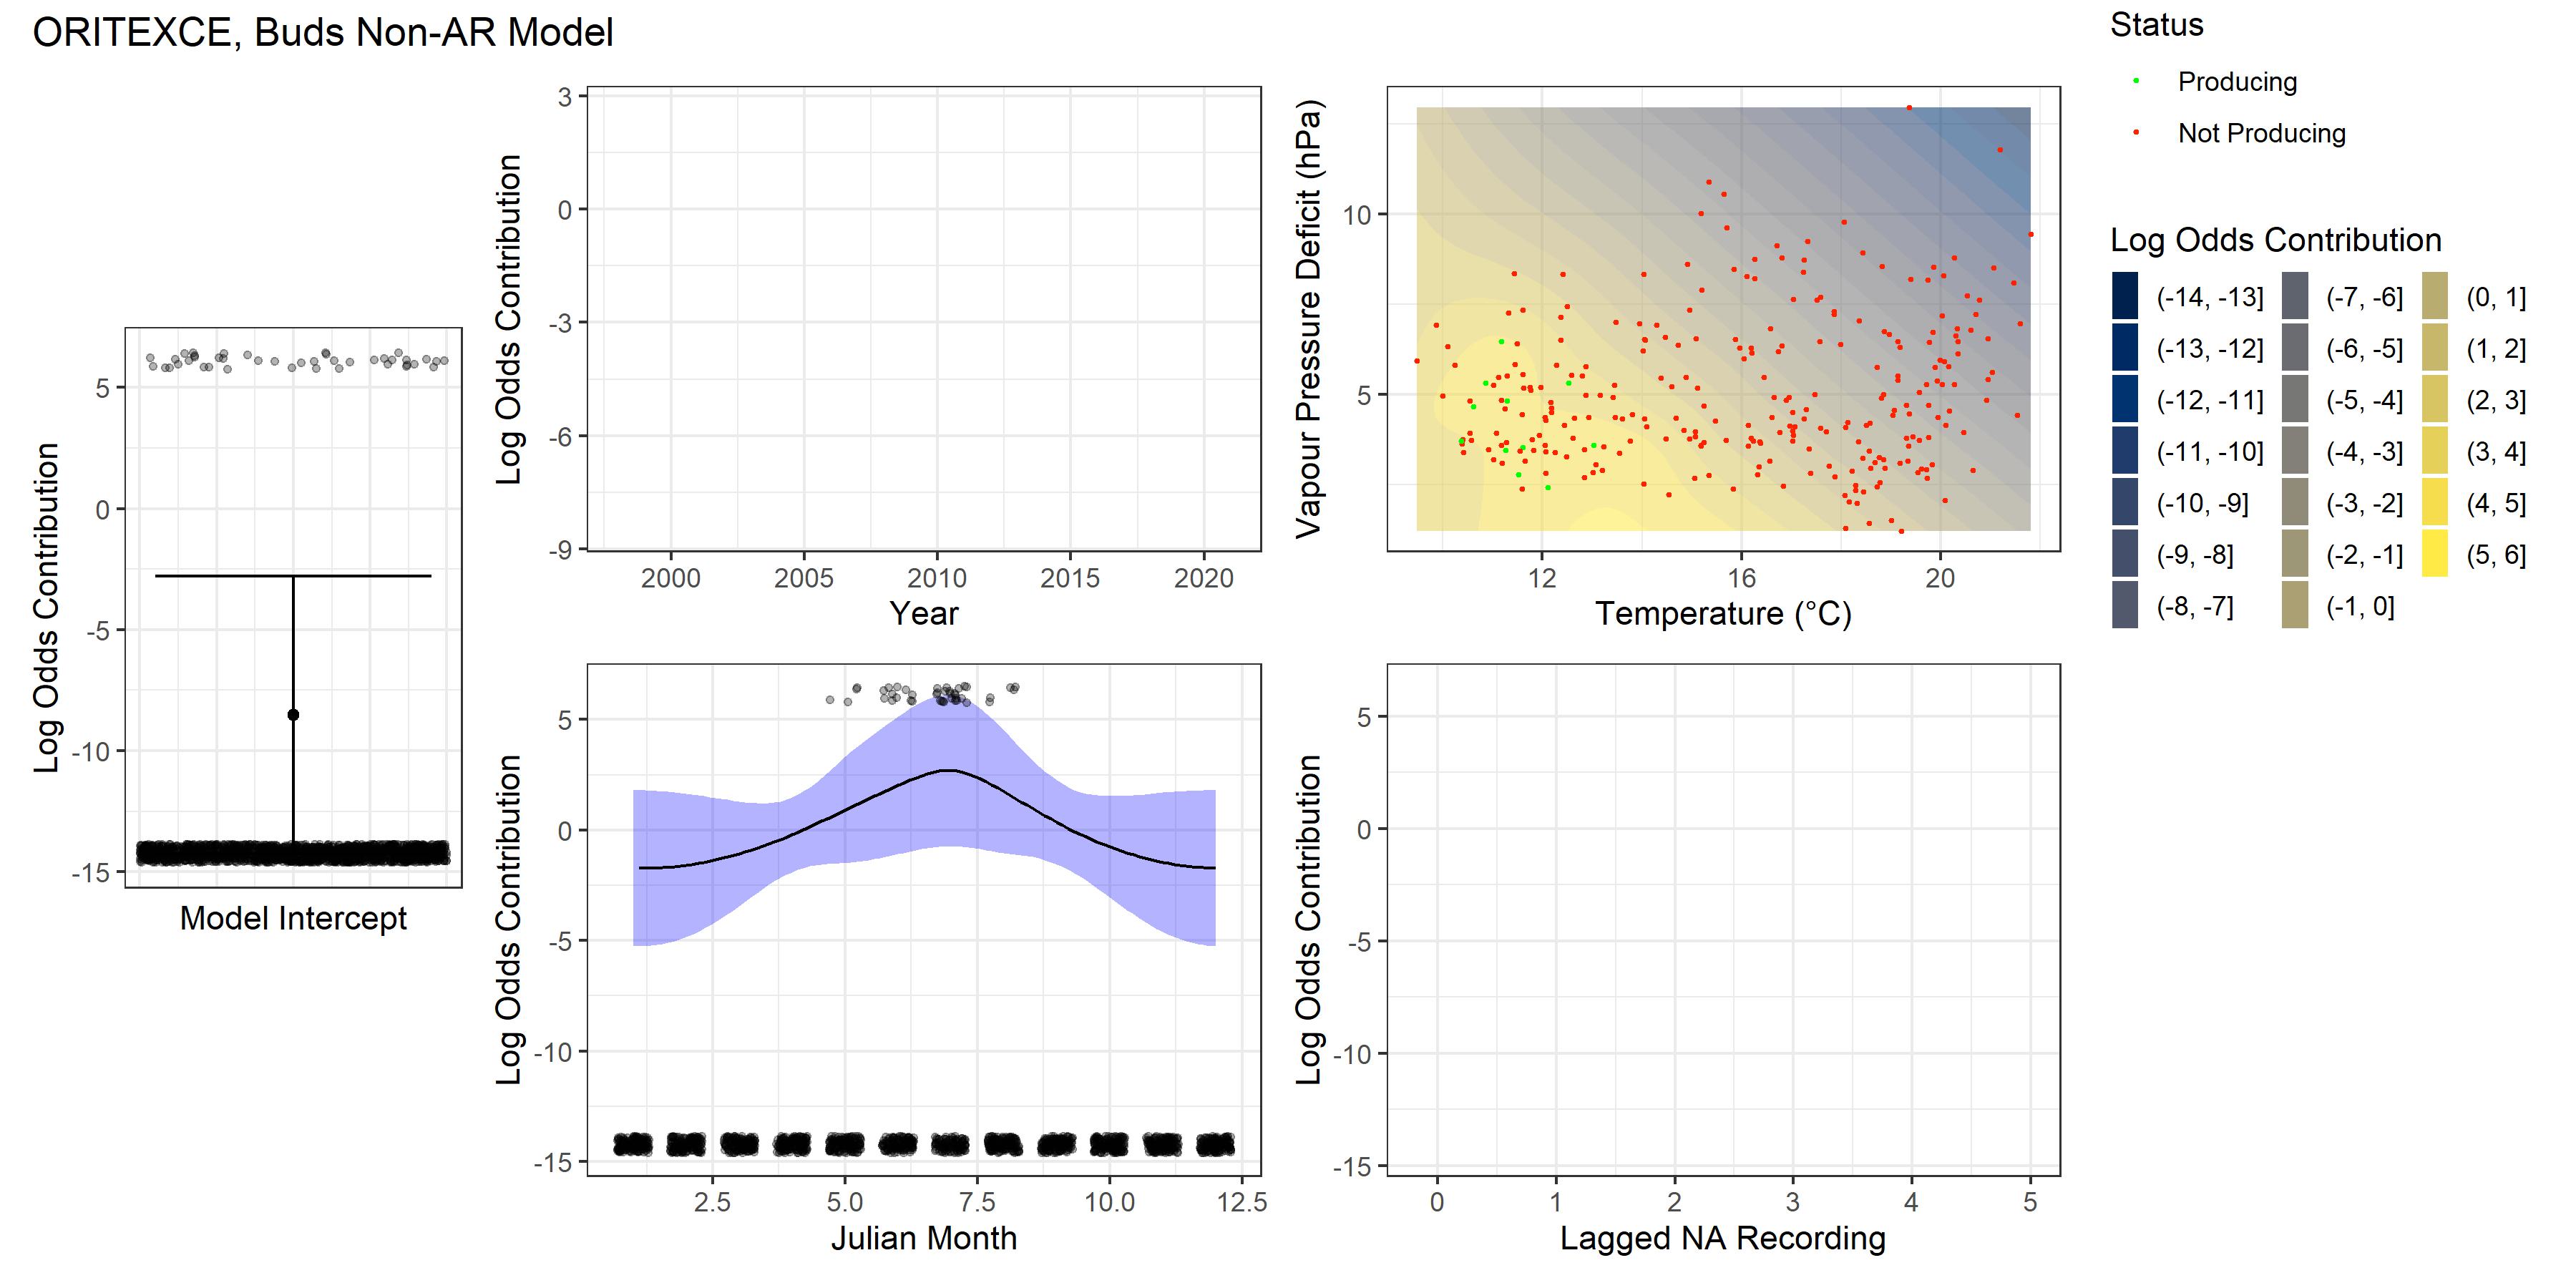 ORITEXCE, Buds Non-AR Model
Log Odds Contribution
5
0
-5
-10
-15
Model Intercept
Log Odds Contribution
3
0
-3
-6
-9
2000 2005 2010 2015 2020
Year
Vapour Pressure Deficit (hPa)
10
5
12 16 20
Temperature (°C)
Log Odds Contribution
5
0
-5
-10
-15
2.5 5.0 7.5 10.0 12.5
Julian Month
Log Odds Contribution
5
0
-5
-10
-15
0 1 2 3 4 5
Lagged NA Recording
Status
Producing
Not Producing
Log Odds Contribution
(-14, -13] (-7, -6] (0, 1]
(-13, -12] (-6, -5] (1, 2]
(-12, -11] (-5, -4] (2, 3]
(-11, -10] (-4, -3] (3, 4]
(-10, -9] (-3, -2] (4, 5]
(-9, -8] (-2, -1] (5, 6]
(-8, -7] (-1, 0]